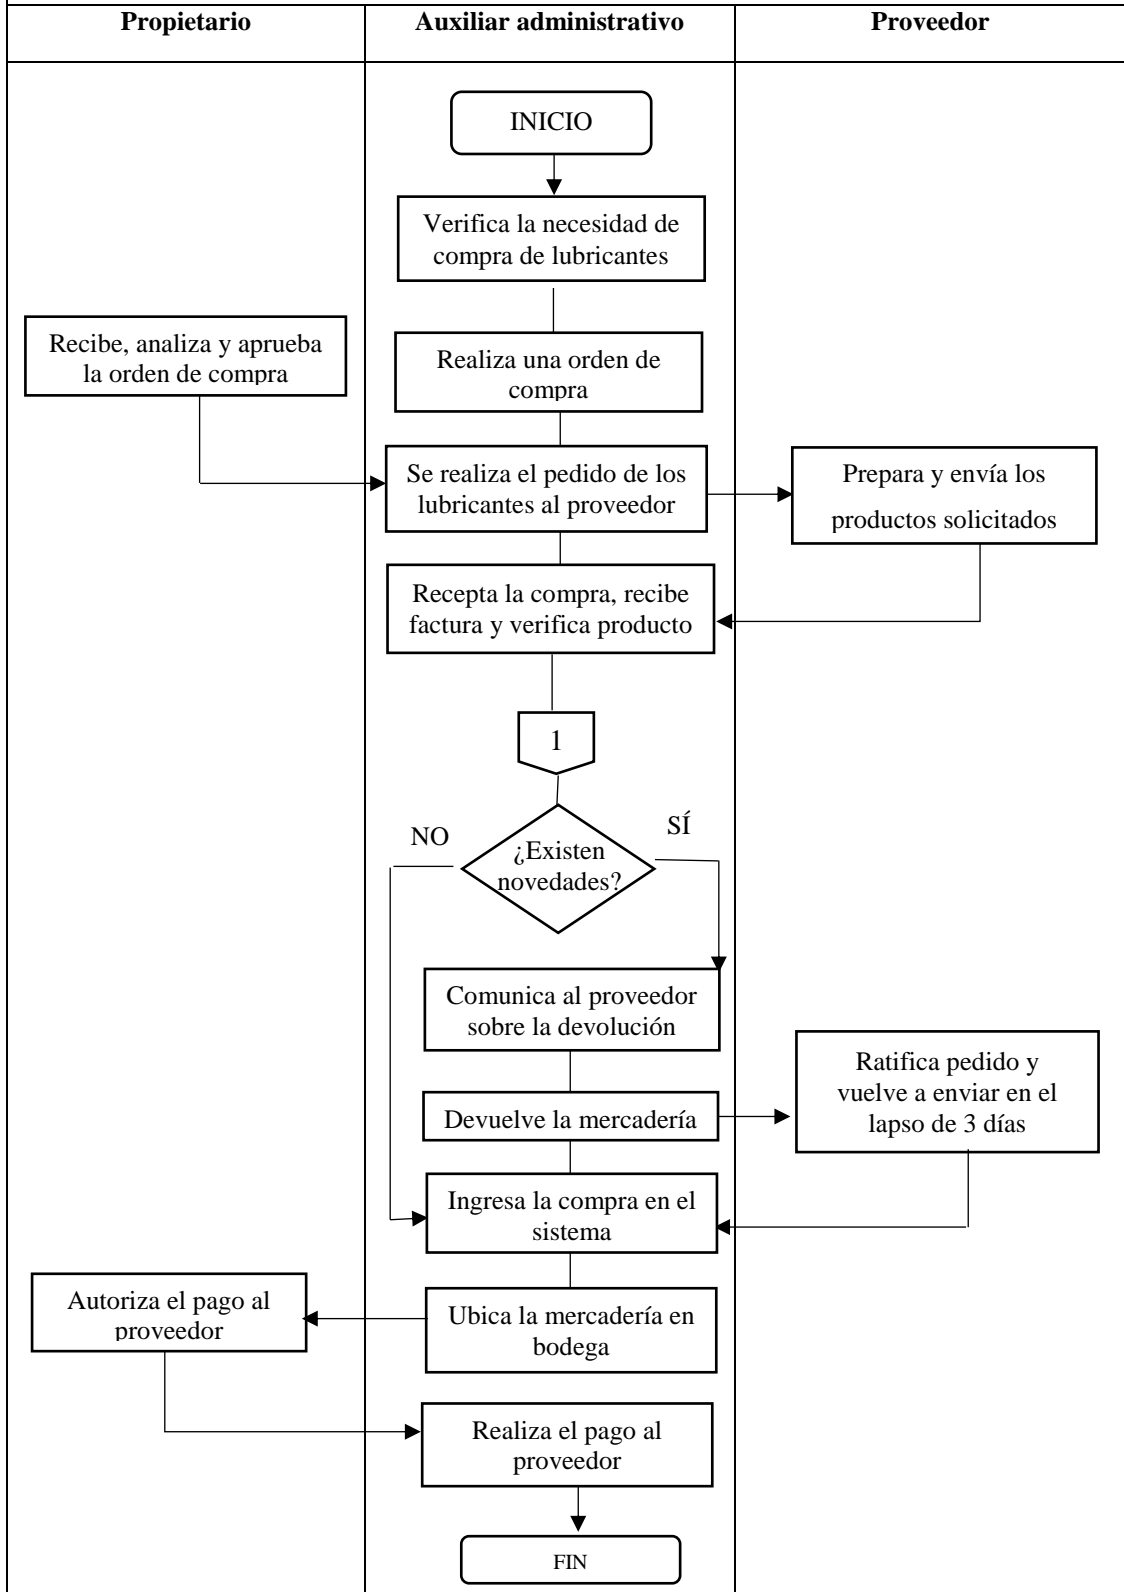 Propietario
Auxiliar administrativo
Proveedor
INICIO
Verifica la necesidad de
compra de lubricantes
Recibe, analiza y aprueba
la orden de compra
Realiza una orden de
compra
Se realiza el pedido de los
lubricantes al proveedor
Prepara y envía los
productos solicitados
Recepta la compra, recibe
factura y verifica producto
1
NO
SÍ
¿Existen
novedades?
Comunica al proveedor
sobre la devolución
Ratifica pedido y
vuelve a enviar en el
lapso de 3 días
Devuelve la mercadería
Ingresa la compra en el
sistema
Autoriza el pago al
proveedor
Ubica la mercadería en
bodega
Realiza el pago al
proveedor
FIN